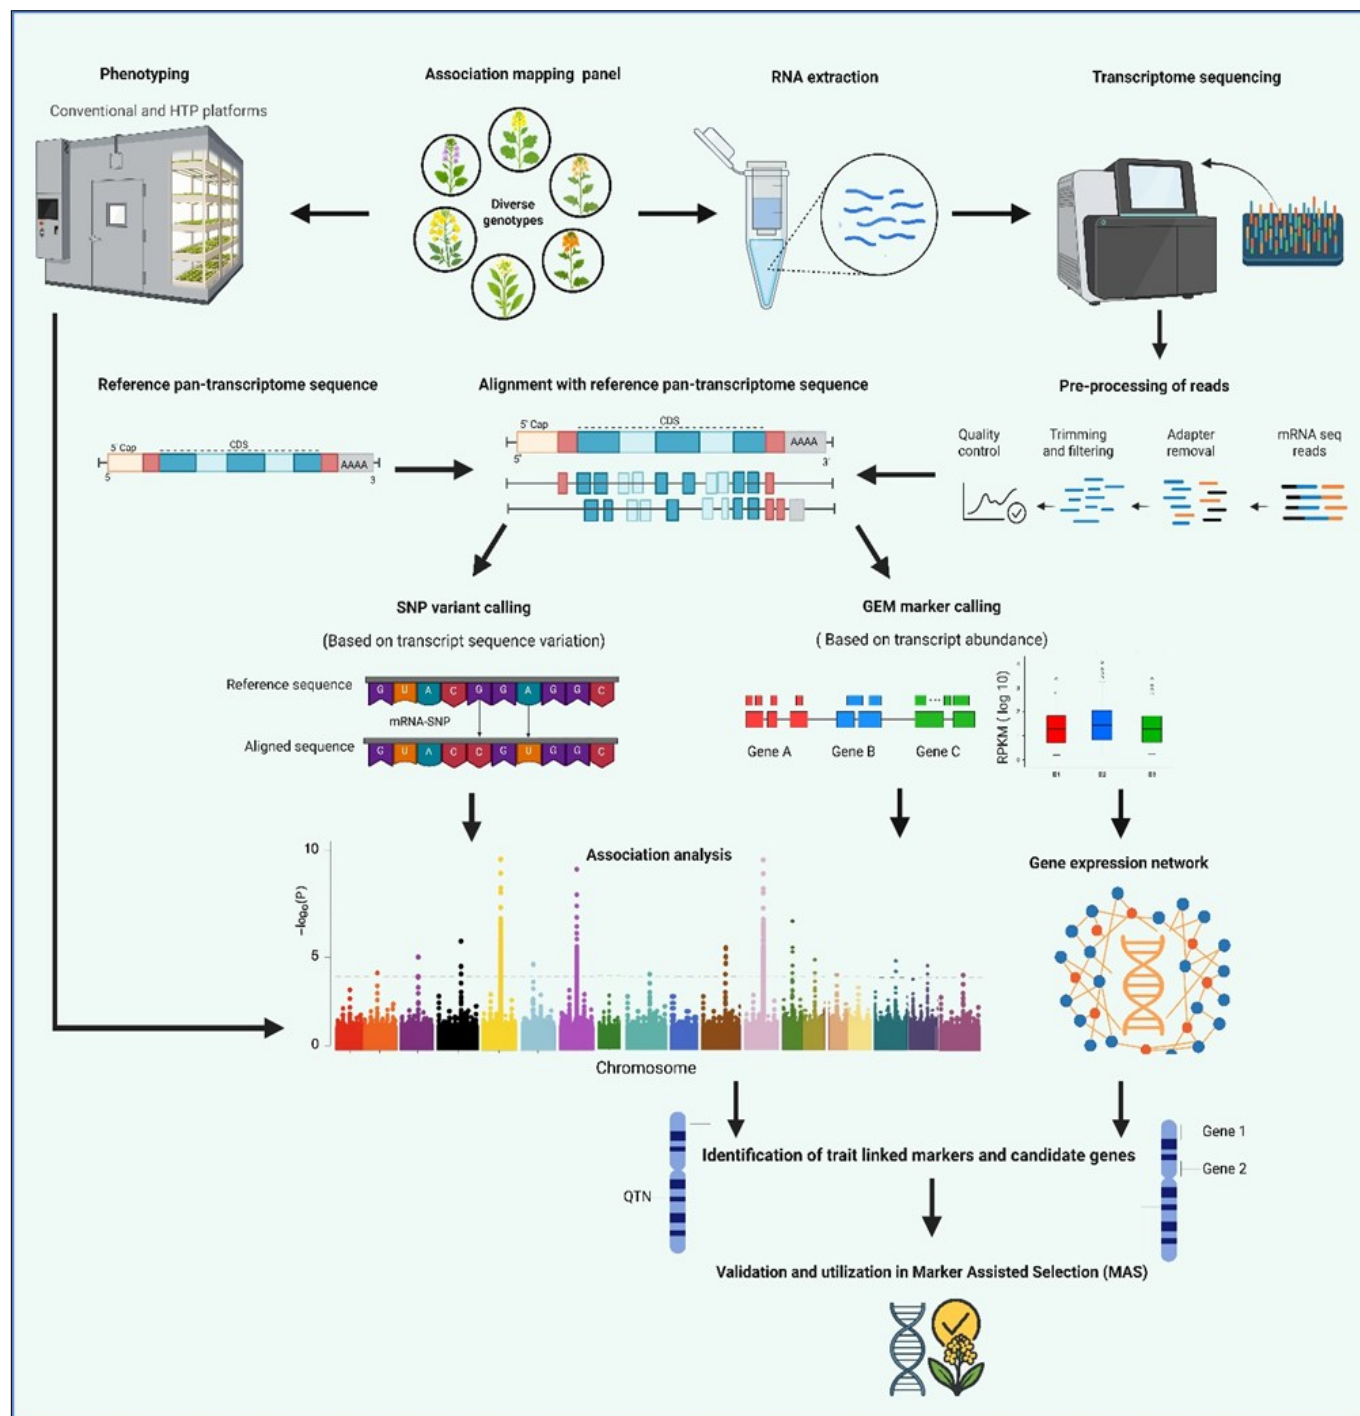 Phenotyping
Conventional and HTP platforms
Association mapping panel
Diverse
genotypes
RNA extraction
Transcriptome sequencing
Reference pan-transcriptome sequence
5' Cap
CDS
AAAA
5
3
Alignment with reference pan-transcriptome sequence
5' Cap
CDS
AAAA
5'
3'
Pre-processing of reads
Quality
control
Trimming
and filtering
Adapter
removal
mRNA seq
reads
SNP variant calling
(Based on transcript sequence variation)
Reference sequence
G U A C G G A G G C
mRNA-SNP
Aligned sequence
G U A C C G U G G C
GEM marker calling
( Based on transcript abundance)
Gene A
Gene B
Gene C
RPKM ( log 10)
Association analysis
10
5
0
Chromosome
Gene expression network
QTN
Identification of trait linked markers and candidate genes
Gene 1
Gene 2
Validation and utilization in Marker Assisted Selection (MAS)